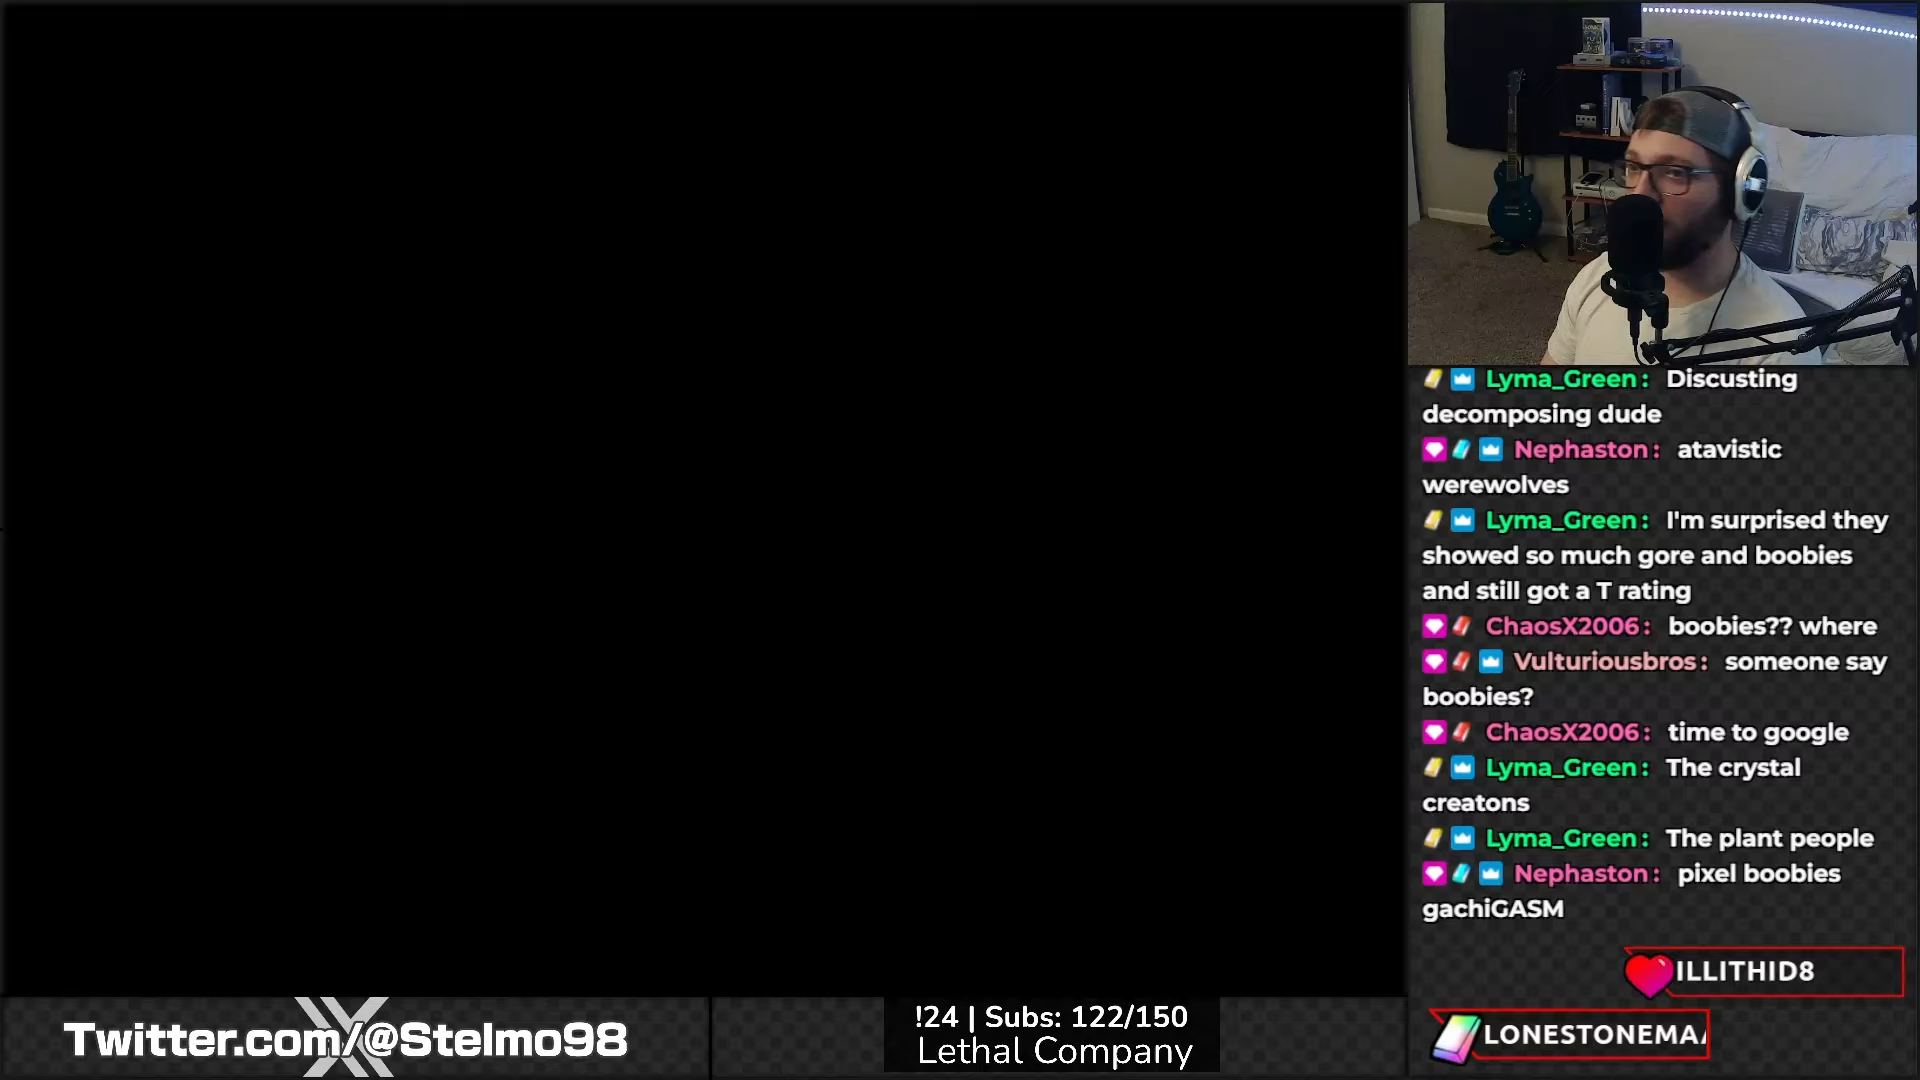 Lyma_Green: Discusting
decomposing dude
Nephaston: atavistic
werewolves
Lyma_Green: I'm surprised they
showed so much gore and boobies
and still got a T rating
ChaosX2006: boobies?? where
Vulturiousbros: someone say
boobies?
ChaosX2006: time to google
Lyma_Green: The crystal
creatons
Lyma_Green: The plant people
Nephaston: pixel boobies
gachiGASM
ILLITHID8
LONESTONEMA
Twitter.com/@Stelmo98
!24 | Subs: 122/150
Lethal Company